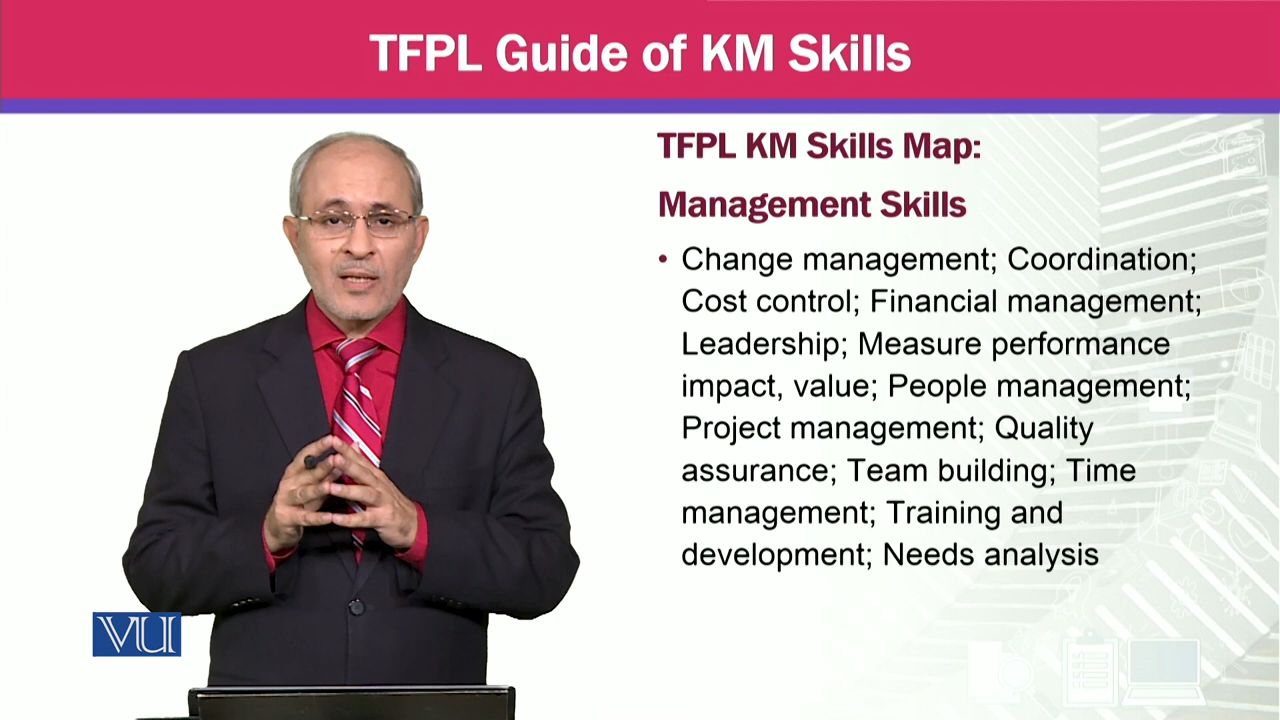 TFPL Guide of KM Skills
TFPL KM Skills Map:
Management Skills
• Change management; Coordination;
Cost control; Financial management;
Leadership; Measure performance
impact, value; People management;
Project management; Quality
assurance; Team building; Time
management; Training and
development; Needs analysis
VU